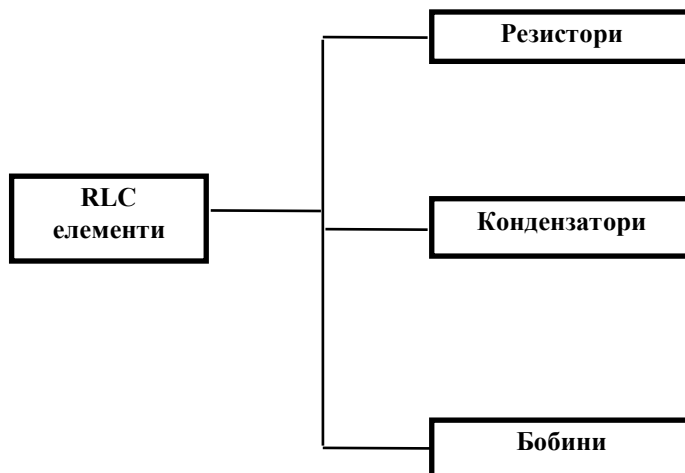 Резистори
RLC
елементи
Кондензатори
Бобини